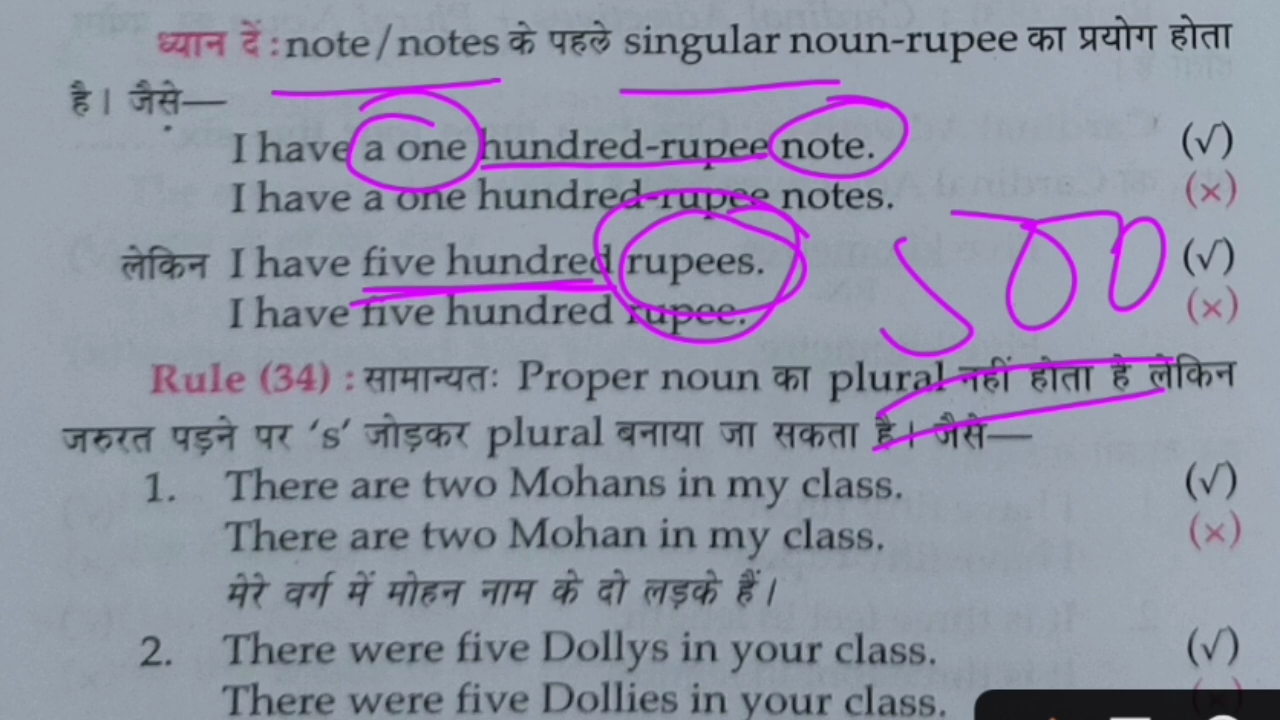 ध्यान दें : note/notes के पहले singular noun-rupee का प्रयोग होता
है। जैसे—
I have a one hundred-rupee note. (√)
I have a one hundred-rupee notes. (×)
लेकिन I have five hundred rupees. (√)
I have five hundred rupee. (×)
500
Rule (34) : सामान्यतः Proper noun का plural नहीं होता है लेकिन
जरुरत पड़ने पर ‘s’ जोड़कर plural बनाया जा सकता है। जैसे—
1. There are two Mohans in my class. (√)
There are two Mohan in my class. (×)
मेरे वर्ग में मोहन नाम के दो लड़के हैं।
2. There were five Dollys in your class. (√)
There were five Dollies in your class. (×)